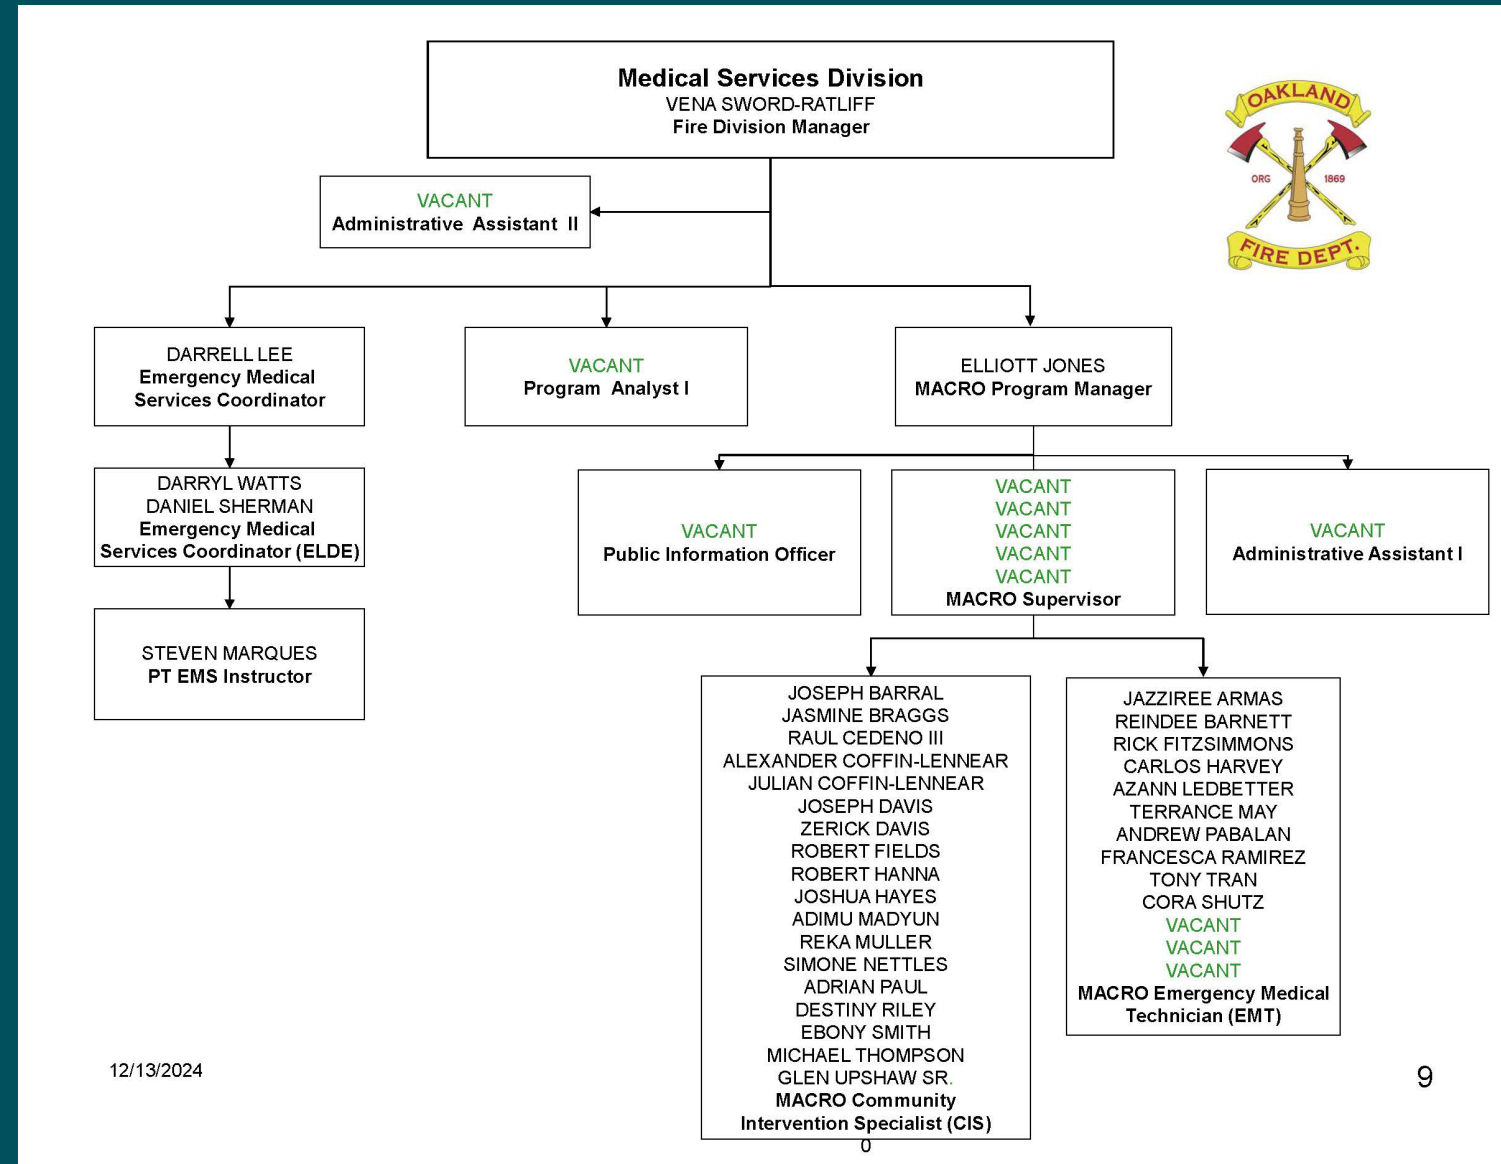 Medical Services Division
VENA SWORD-RATLIFF
Fire Division Manager
OAKLAND
ORG 1869
FIRE DEPT.
VACANT
Administrative Assistant II
DARRELL LEE
Emergency Medical
Services Coordinator
VACANT
Program Analyst I
ELLIOTT JONES
MACRO Program Manager
DARRYL WATTS
DANIEL SHERMAN
Emergency Medical
Services Coordinator (ELDE)
VACANT
Public Information Officer
VACANT
VACANT
VACANT
VACANT
VACANT
MACRO Supervisor
VACANT
Administrative Assistant I
STEVEN MARQUES
PT EMS Instructor
JOSEPH BARRAL
JASMINE BRAGGS
RAUL CEDENO III
ALEXANDER COFFIN-LENNEAR
JULIAN COFFIN-LENNEAR
JOSEPH DAVIS
ZERICK DAVIS
ROBERT FIELDS
ROBERT HANNA
JOSHUA HAYES
ADIMU MADYUN
REKA MULLER
SIMONE NETTLES
ADRIAN PAUL
DESTINY RILEY
EBONY SMITH
MICHAEL THOMPSON
GLEN UPSHAW SR.
MACRO Community
Intervention Specialist (CIS)
0
JAZZIREE ARMAS
REINDEE BARNETT
RICK FITZSIMMONS
CARLOS HARVEY
AZANN LEDBETTER
TERRANCE MAY
ANDREW PABALAN
FRANCESCA RAMIREZ
TONY TRAN
CORA SHUTZ
VACANT
VACANT
VACANT
MACRO Emergency Medical
Technician (EMT)
12/13/2024
9